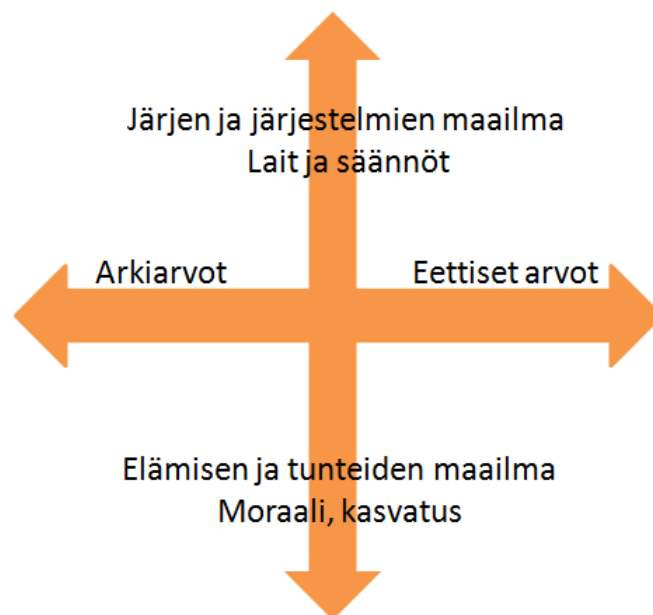 Järjen ja järjestelmien maailma
Lait ja säännöt
Arkiarvot
Eettiset arvot
Elämisen ja tunteiden maailma
Moraali, kasvatus